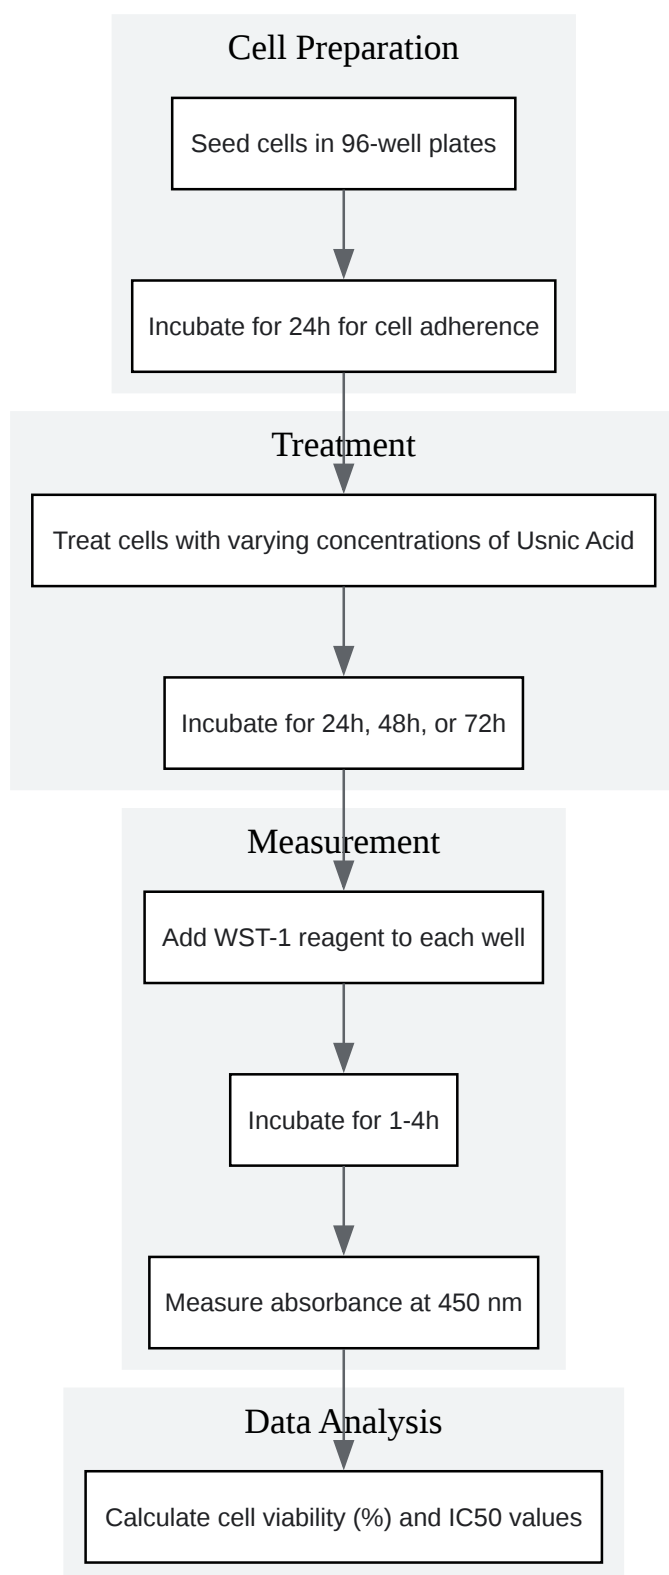 Cell Preparation
Seed cells in 96-well plates
Incubate for 24h for cell adherence
Treatment
Treat cells with varying concentrations of Usnic Acid
Incubate for 24h, 48h, or 72h
Measurement
Add WST-1 reagent to each well
Incubate for 1-4h
Measure absorbance at 450 nm
Data Analysis
Calculate cell viability (%) and IC50 values